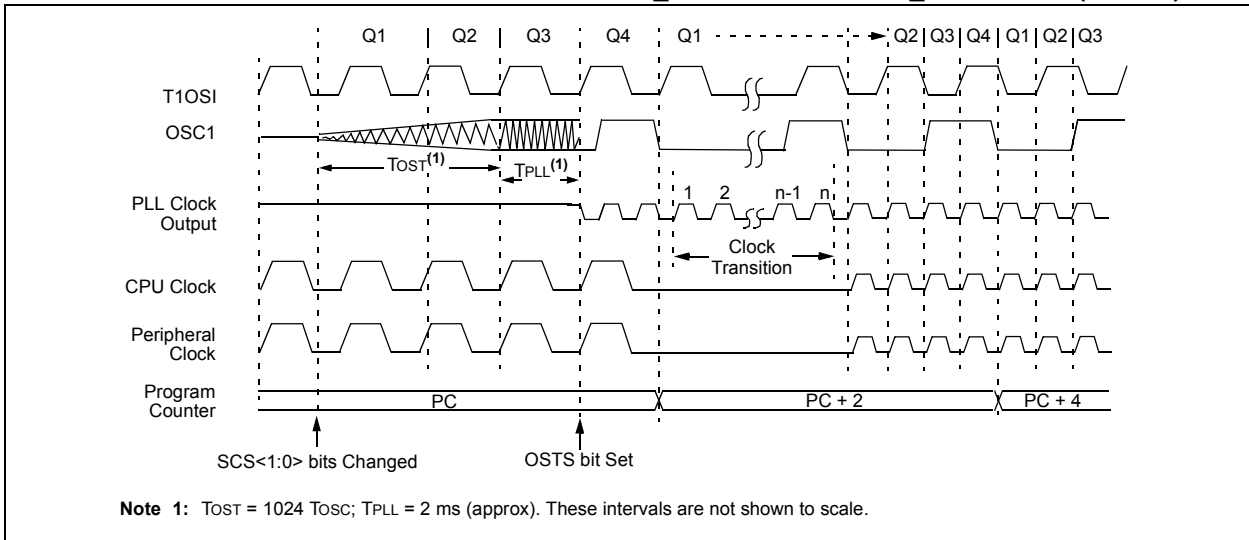 Q1 Q2 Q3 Q4 Q1 Q2 Q3 Q4 Q1 Q2 Q3
T1OSI
OSC1
TOST(1)
TPLL(1)
1 2 n-1 n
PLL Clock
Output
Clock
Transition
CPU Clock
Peripheral
Clock
Program
Counter
PC PC + 2 PC + 4
SCS<1:0> bits Changed OSTS bit Set
Note 1: TOST = 1024 TOSC; TPLL = 2 ms (approx). These intervals are not shown to scale.